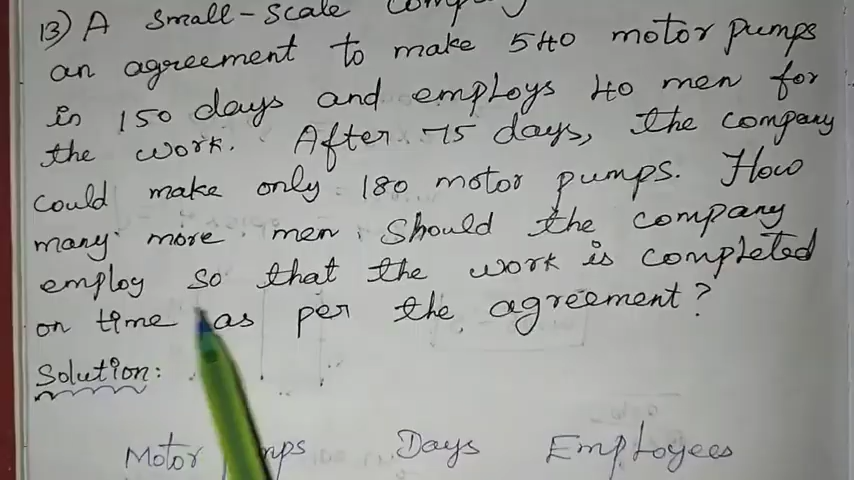 13) A small-scale company
an agreement to make 540 motor pumps
in 150 days and employs 40 men for
the work. After 75 days, the company
could make only 180 motor pumps. How
many more men should the company
employ so that the work is completed
on time as per the agreement?
Solution:
Motor Days Employees